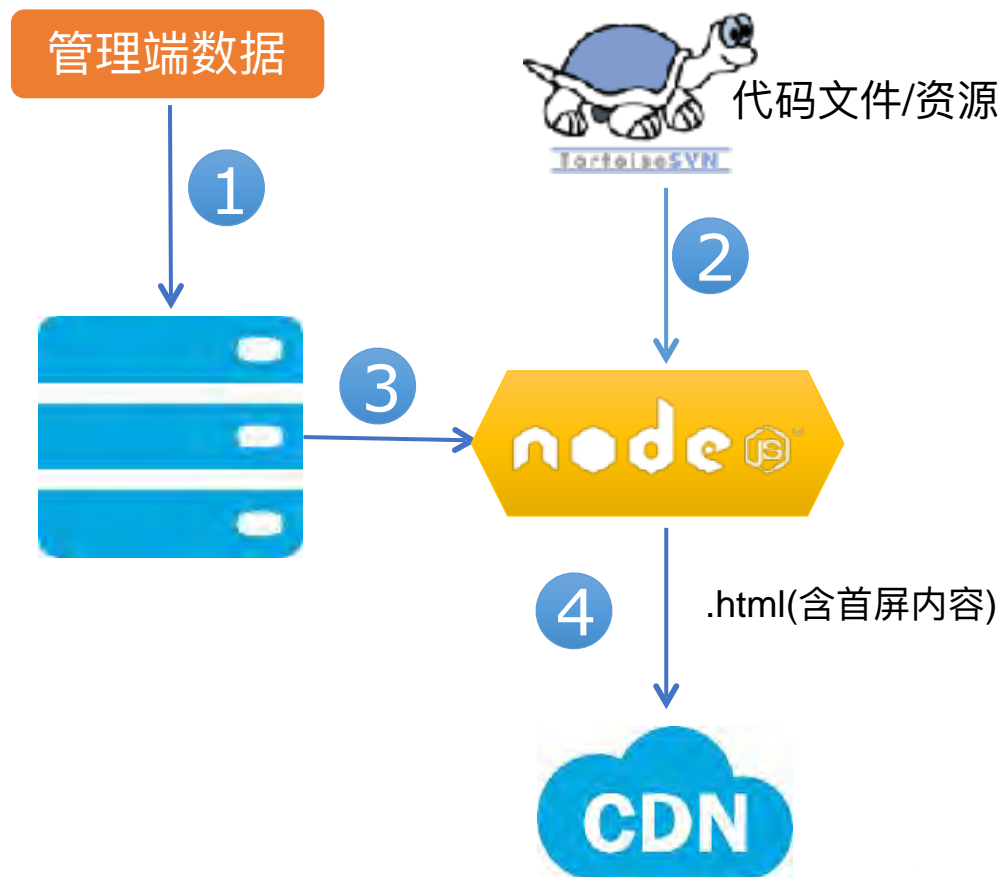 管理端数据
代码文件/资源
TortoiseSVN
1
2
3
node
JS
4
.html(含首屏内容)
CDN